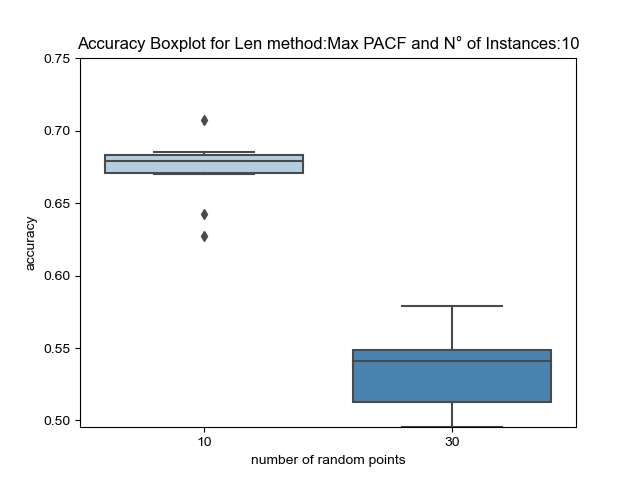 Accuracy Boxplot for Len method:Max PACF and N° of Instances:10
0.75
0.70
0.65
0.60
0.55
0.50
accuracy
10
30
number of random points